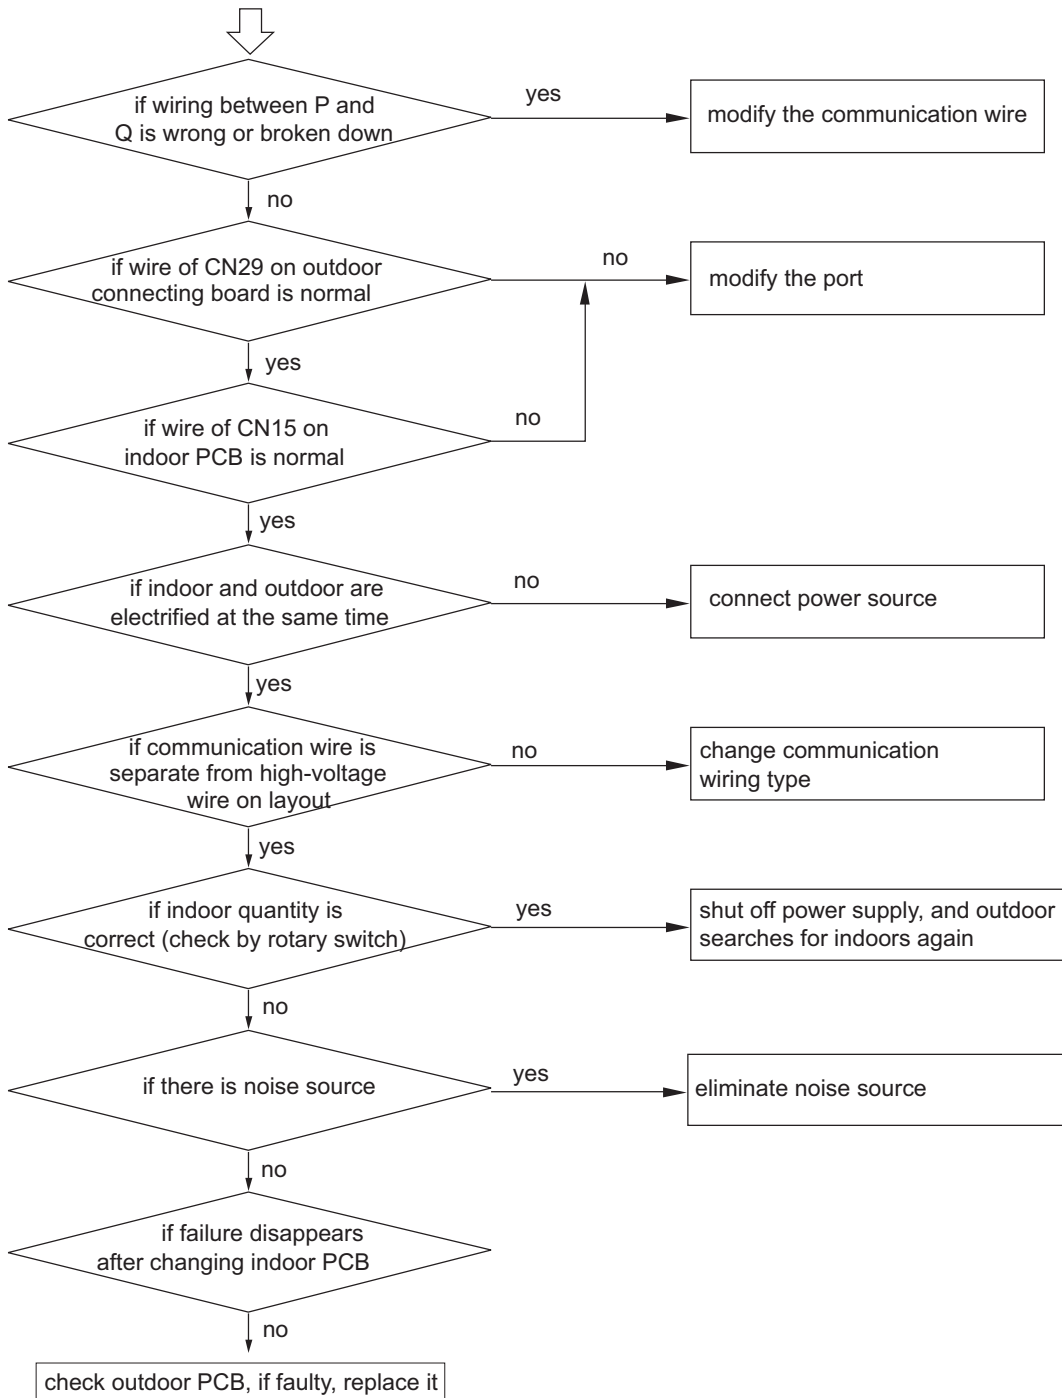 if wiring between P and
Q is wrong or broken down
yes
modify the communication wire
no
if wire of CN29 on outdoor
connecting board is normal
no
modify the port
yes
if wire of CN15 on
indoor PCB is normal
no
yes
if indoor and outdoor are
electrified at the same time
no
connect power source
yes
if communication wire is
separate from high-voltage
wire on layout
no
change communication
wiring type
yes
if indoor quantity is
correct (check by rotary switch)
yes
shut off power supply, and outdoor
searches for indoors again
no
if there is noise source
yes
eliminate noise source
no
if failure disappears
after changing indoor PCB
no
check outdoor PCB, if faulty, replace it